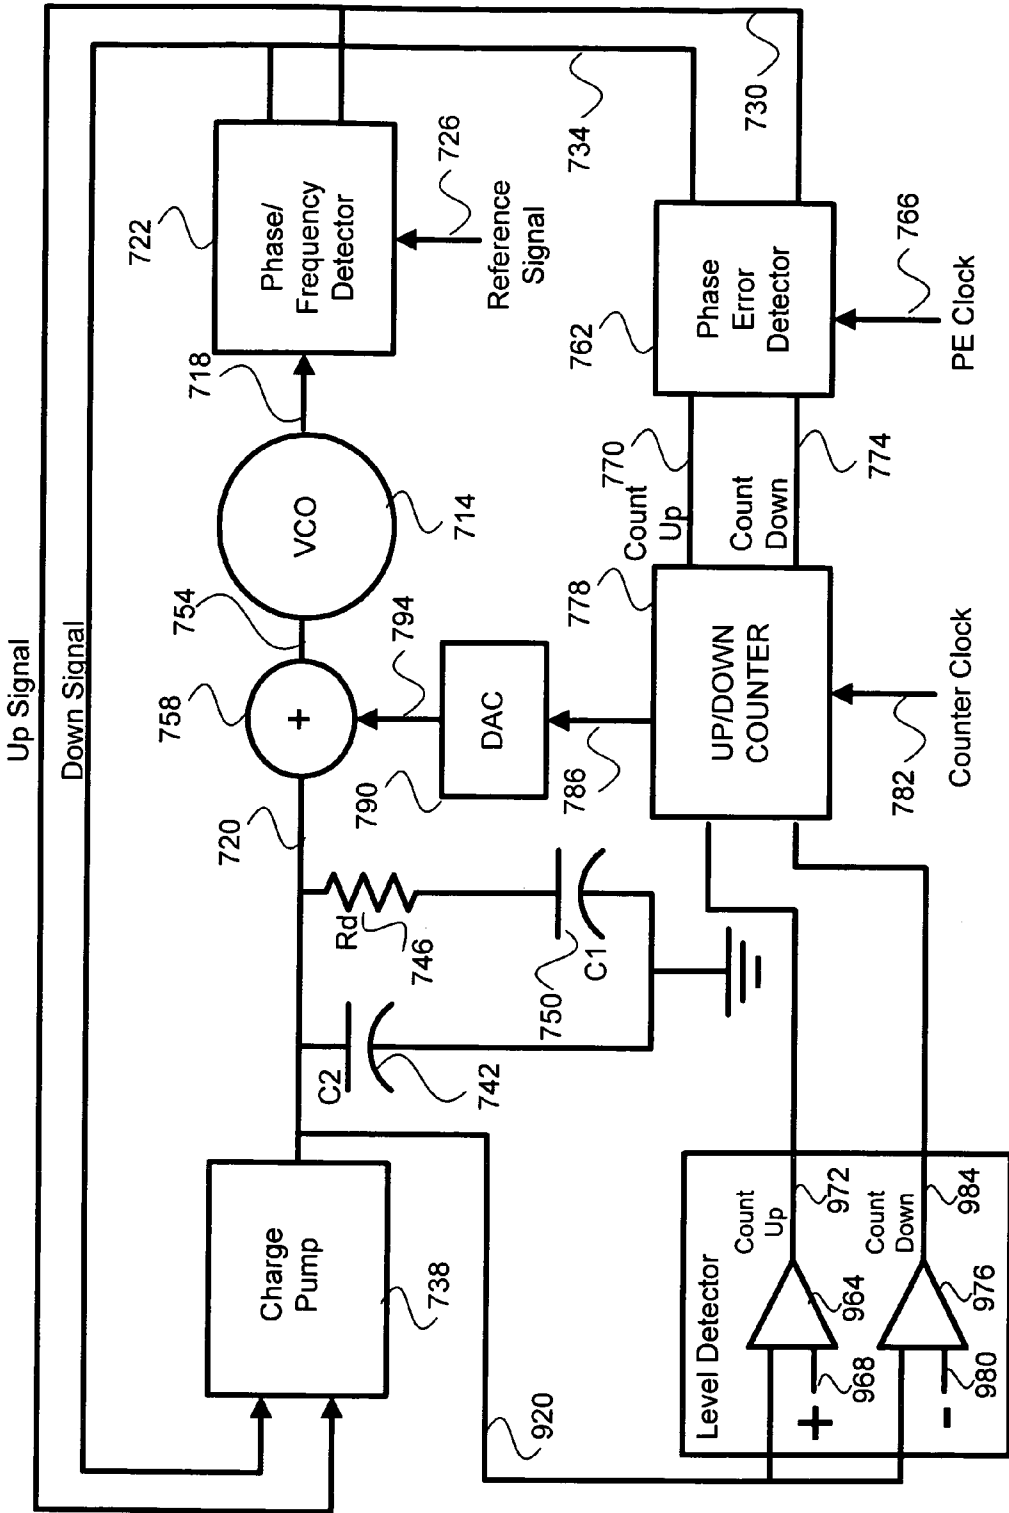 Up Signal
Down Signal
Charge
Pump
738
C2
742
Rd
746
750
C1
720
758
+
754
VCO
714
718
722
Phase/
Frequency
Detector
726
Reference
Signal
734
730
790
DAC
794
786
778
UP/DOWN
COUNTER
782
Counter Clock
Count
Up
770
Count
Down
774
762
Phase
Error
Detector
766
PE Clock
920
Level Detector
+
968
964
Count
Up
972
-
980
976
Count
Down
984